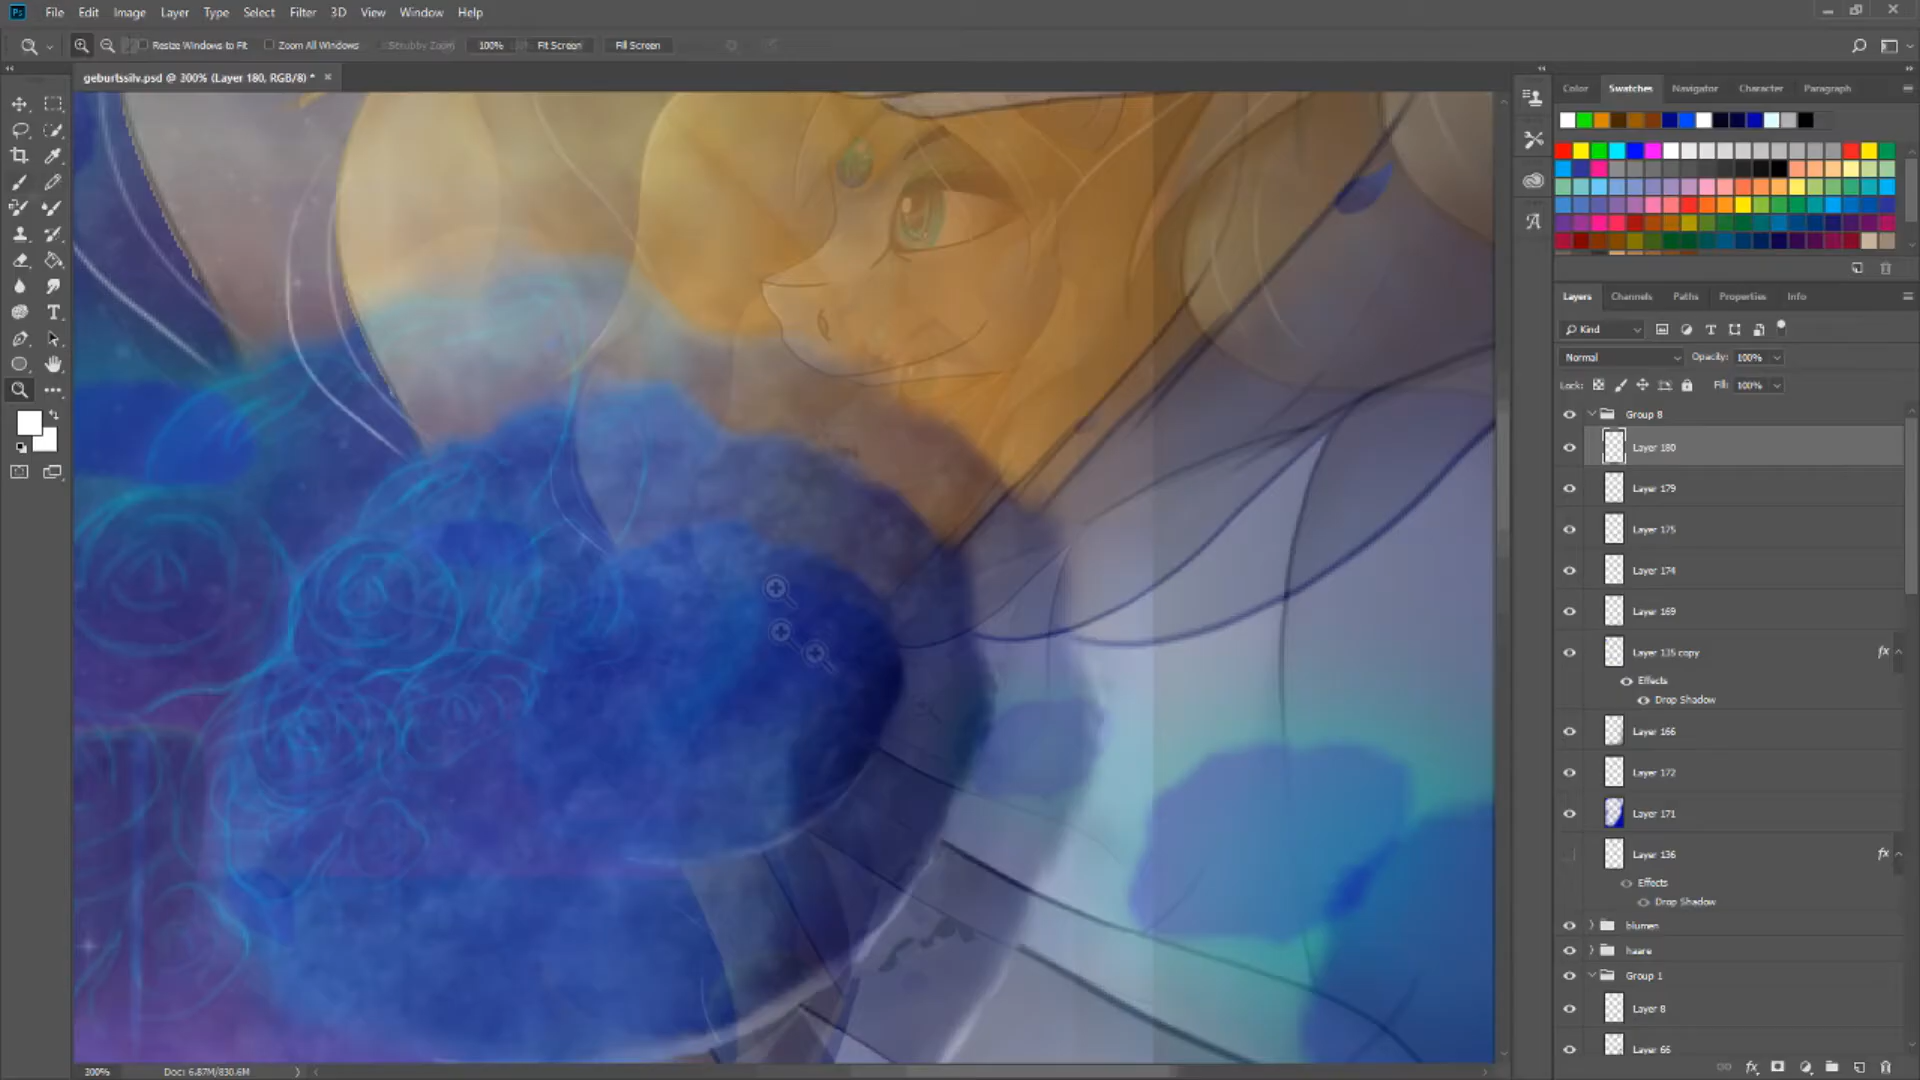 Ps File Edit Image Layer Type Select Filter 3D View Window Help
Resize Windows to Fit Zoom All Windows Scrubby Zoom 100% Fit Screen Fill Screen
geburtssilv.psd @ 200% (Layer 180, RGB/8) *
Color Swatches Navigator Character Paragraph
Layers Channels Paths Properties Info
Kind
Normal Opacity: 100%
Lock: Fill: 100%
Group 8
Layer 180
Layer 179
Layer 175
Layer 174
Layer 169
Layer 135 copy fx
Effects
Drop Shadow
Layer 166
Layer 172
Layer 171
Layer 136 fx
Effects
Drop Shadow
blumen
haare
Group 1
Layer 8
Layer 66
200% Doc: 6.87M/830.6M